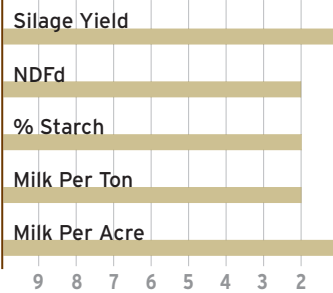 Silage Yield
NDFd
% Starch
Milk Per Ton
Milk Per Acre
9 8 7 6 5 4 3 2